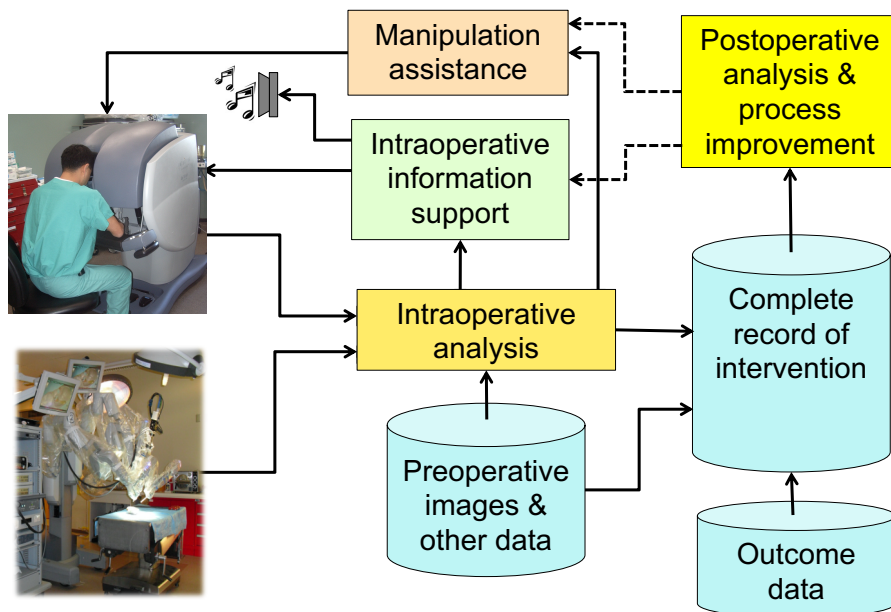 Manipulation
assistance
Postoperative
analysis &
process
improvement
Intraoperative
information
support
Intraoperative
analysis
Complete
record of
intervention
Preoperative
images &
other data
Outcome
data